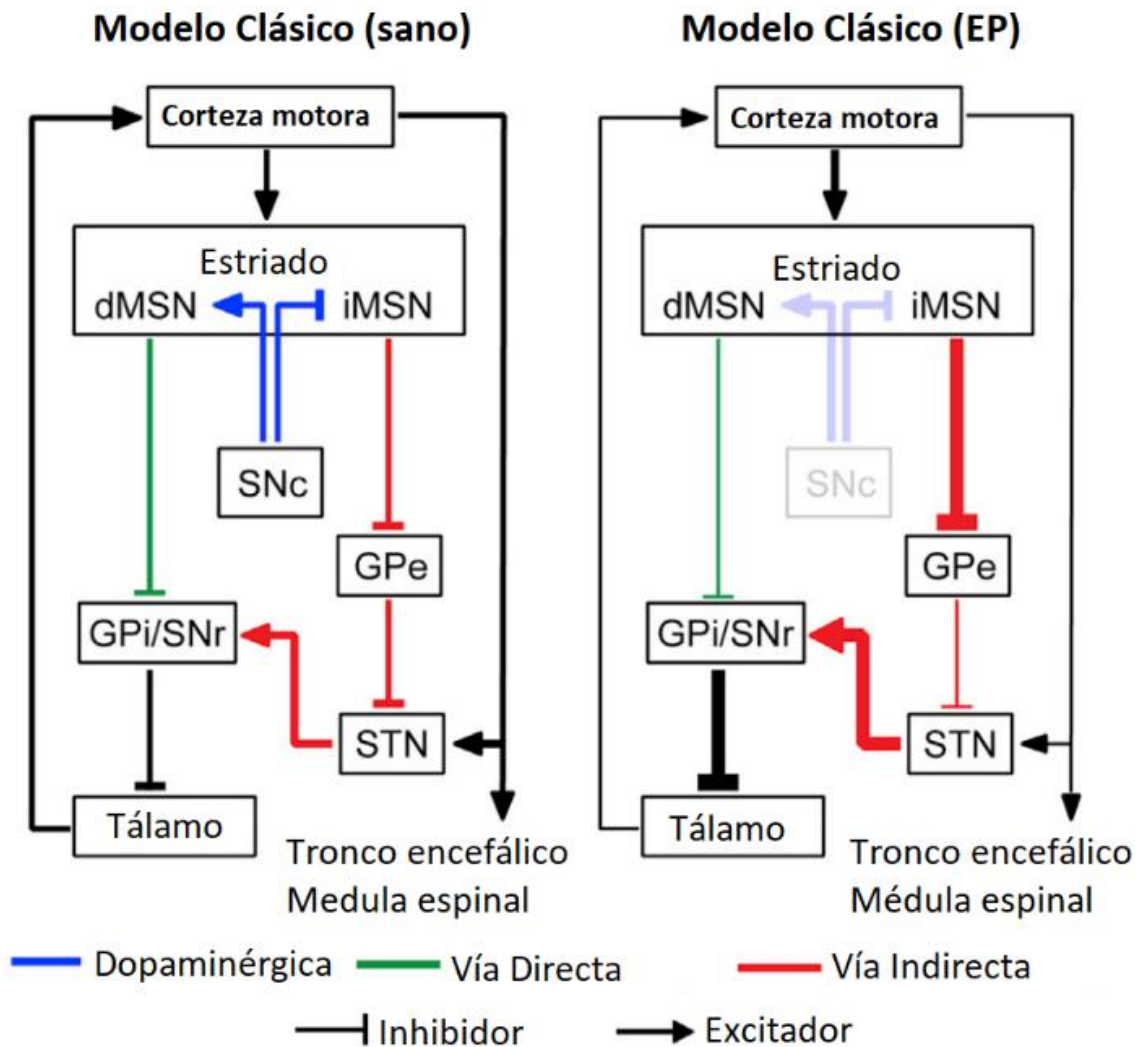 Modelo Clásico (sano)
Corteza motora
Estriado
dMSN
iMSN
SNc
GPe
GPi/SNr
STN
Tálamo
Tronco encefálico
Medula espinal
Modelo Clásico (EP)
Corteza motora
Estriado
dMSN
iMSN
SNc
GPe
GPi/SNr
STN
Tálamo
Tronco encefálico
Médula espinal
Dopaminérgica
Vía Directa
Vía Indirecta
Inhibidor
Excitador